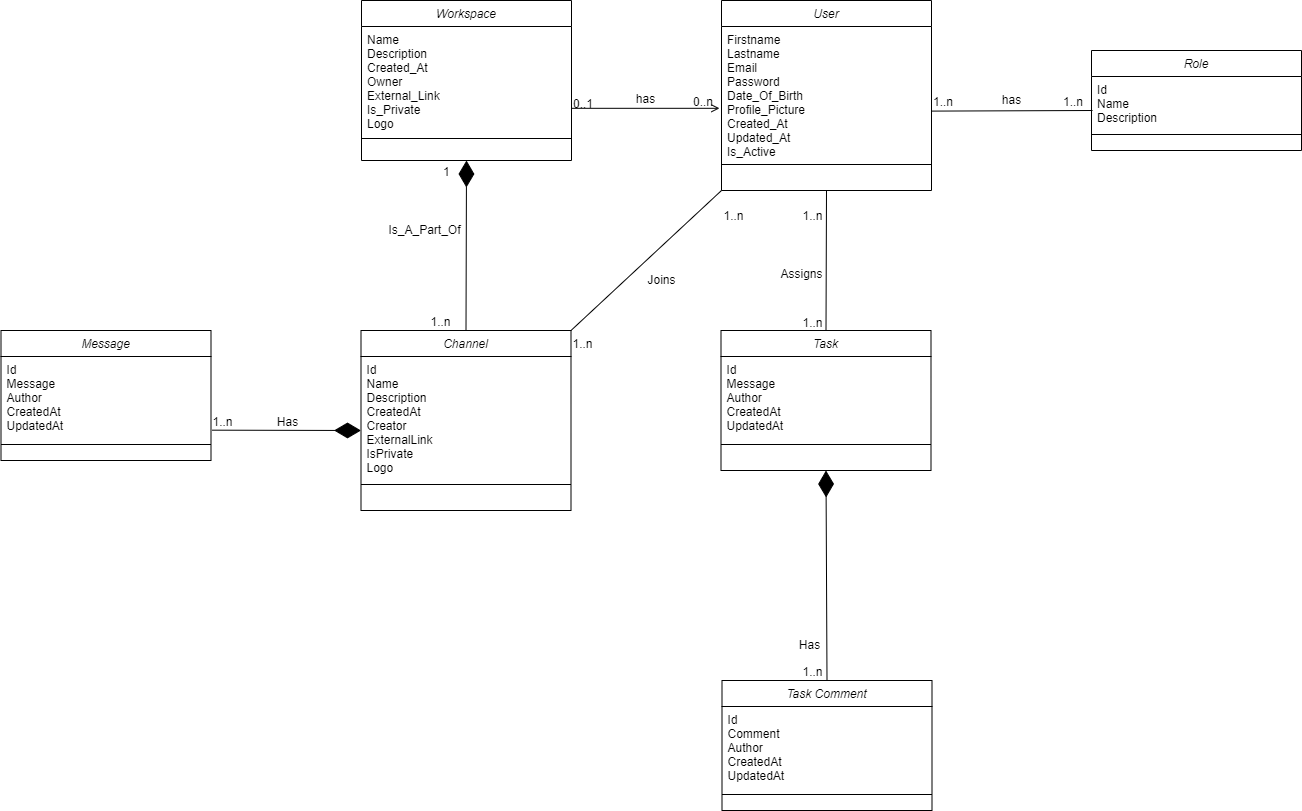 Workspace
Name
Description
Created_At
Owner
External_Link
Is_Private
Logo
User
Firstname
Lastname
Email
Password
Date_Of_Birth
Profile_Picture
Created_At
Updated_At
Is_Active
Role
Id
Name
Description
0..1
has
0..n
1..n
has
1..n
1
Is_A_Part_Of
1..n
1..n
Joins
1..n
1..n
Assigns
1..n
Message
Id
Message
Author
CreatedAt
UpdatedAt
1..n
Has
Channel
Id
Name
Description
CreatedAt
Creator
ExternalLink
IsPrivate
Logo
Task
Id
Message
Author
CreatedAt
UpdatedAt
Has
1..n
Task Comment
Id
Comment
Author
CreatedAt
UpdatedAt